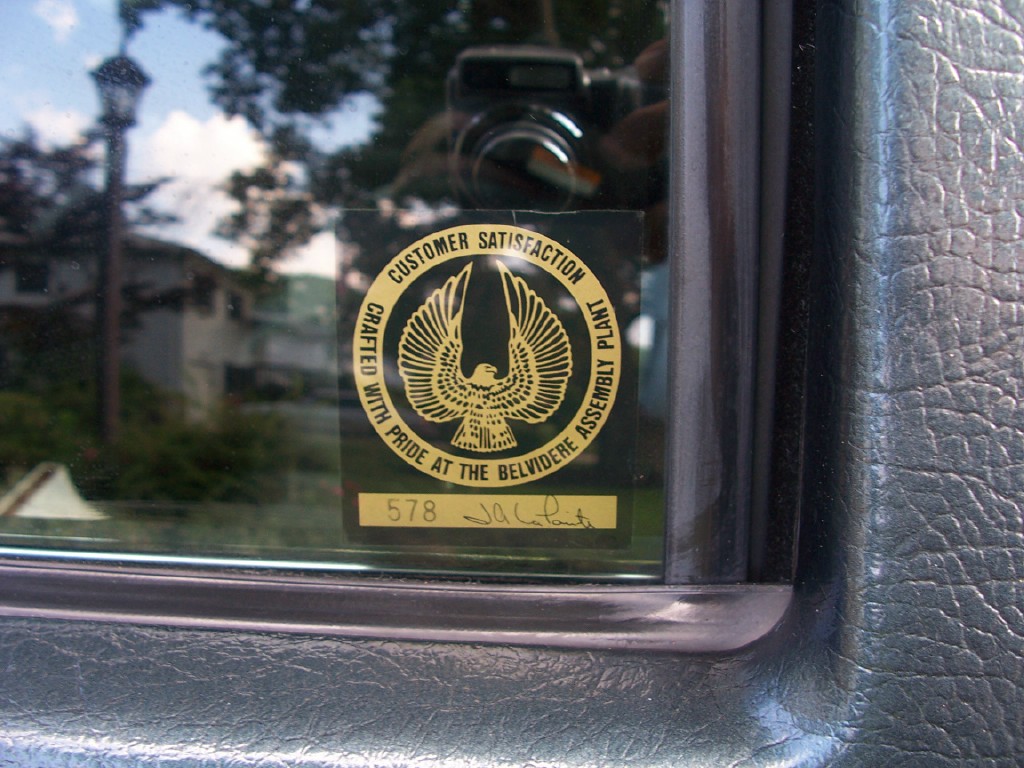 CUSTOMER SATISFACTION
CRAFTED WITH PRIDE AT THE BELVIDERE ASSEMBLY PLANT
578